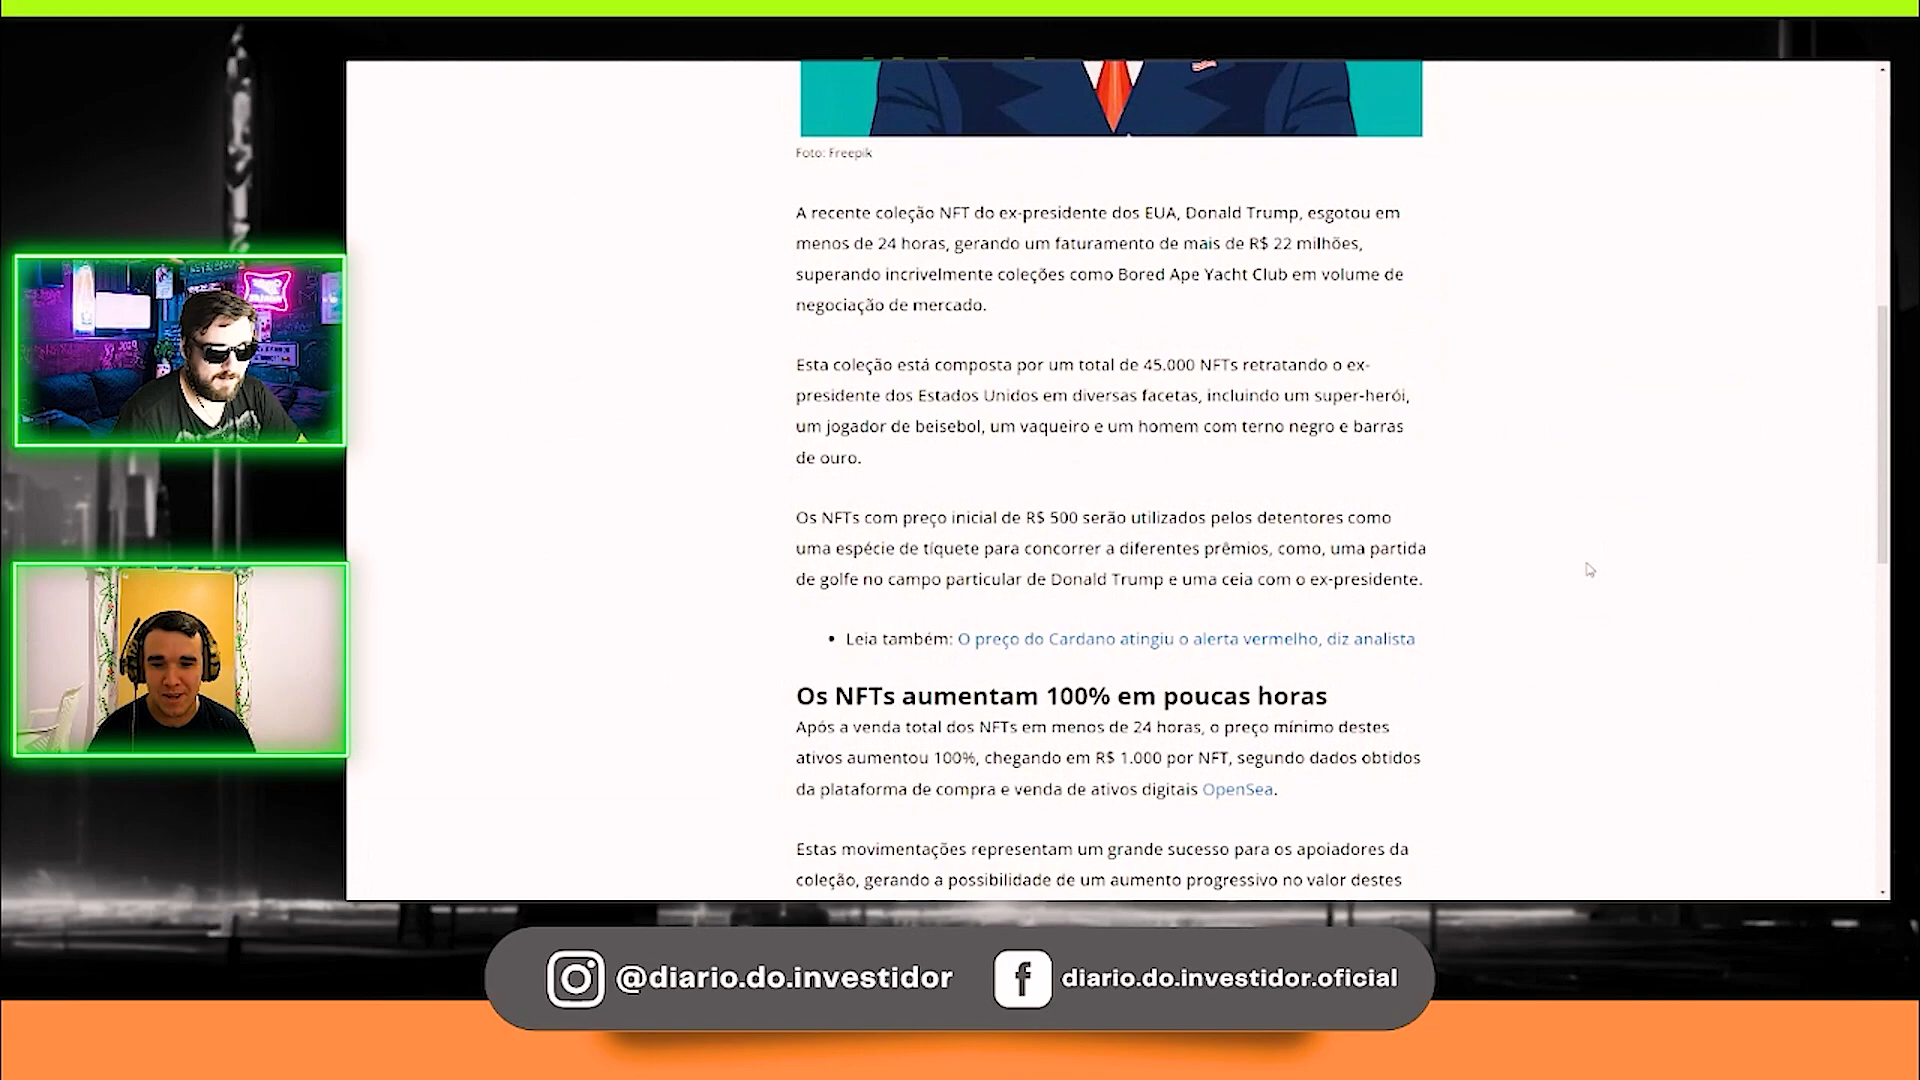 Foto: Freepik
A recente coleção NFT do ex-presidente dos EUA, Donald Trump, esgotou em
menos de 24 horas, gerando um faturamento de mais de R$ 22 milhões,
superando incrivelmente coleções como Bored Ape Yacht Club em volume de
negociação de mercado.
Esta coleção está composta por um total de 45.000 NFTs retratando o ex-
presidente dos Estados Unidos em diversas facetas, incluindo um super-herói,
um jogador de beisebol, um vaqueiro e um homem com terno negro e barras
de ouro.
Os NFTs com preço inicial de R$ 500 serão utilizados pelos detentores como
uma espécie de tíquete para concorrer a diferentes prêmios, como, uma partida
de golfe no campo particular de Donald Trump e uma ceia com o ex-presidente.
• Leia também: O preço do Cardano atingiu o alerta vermelho, diz analista
Os NFTs aumentam 100% em poucas horas
Após a venda total dos NFTs em menos de 24 horas, o preço mínimo destes
ativos aumentou 100%, chegando em R$ 1.000 por NFT, segundo dados obtidos
da plataforma de compra e venda de ativos digitais OpenSea.
Estas movimentações representam um grande sucesso para os apoiadores da
coleção, gerando a possibilidade de um aumento progressivo no valor destes
@diario.do.investidor
diario.do.investidor.oficial